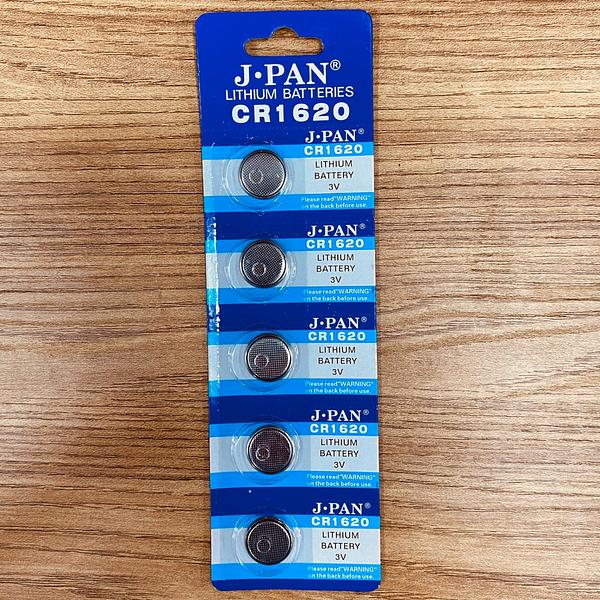 J·PAN®
LITHIUM BATTERIES
CR1620
J·PAN®
CR1620
LITHIUM
BATTERY
3V
Please read"WARNING"
on the back before use.
J·PAN®
CR1620
LITHIUM
BATTERY
3V
Please read"WARNING"
on the back before use.
J·PAN®
CR1620
LITHIUM
BATTERY
3V
Please read"WARNING"
on the back before use.
J·PAN®
CR1620
LITHIUM
BATTERY
3V
Please read"WARNING"
on the back before use.
J·PAN®
CR1620
LITHIUM
BATTERY
3V
Please read"WARNING"
on the back before use.